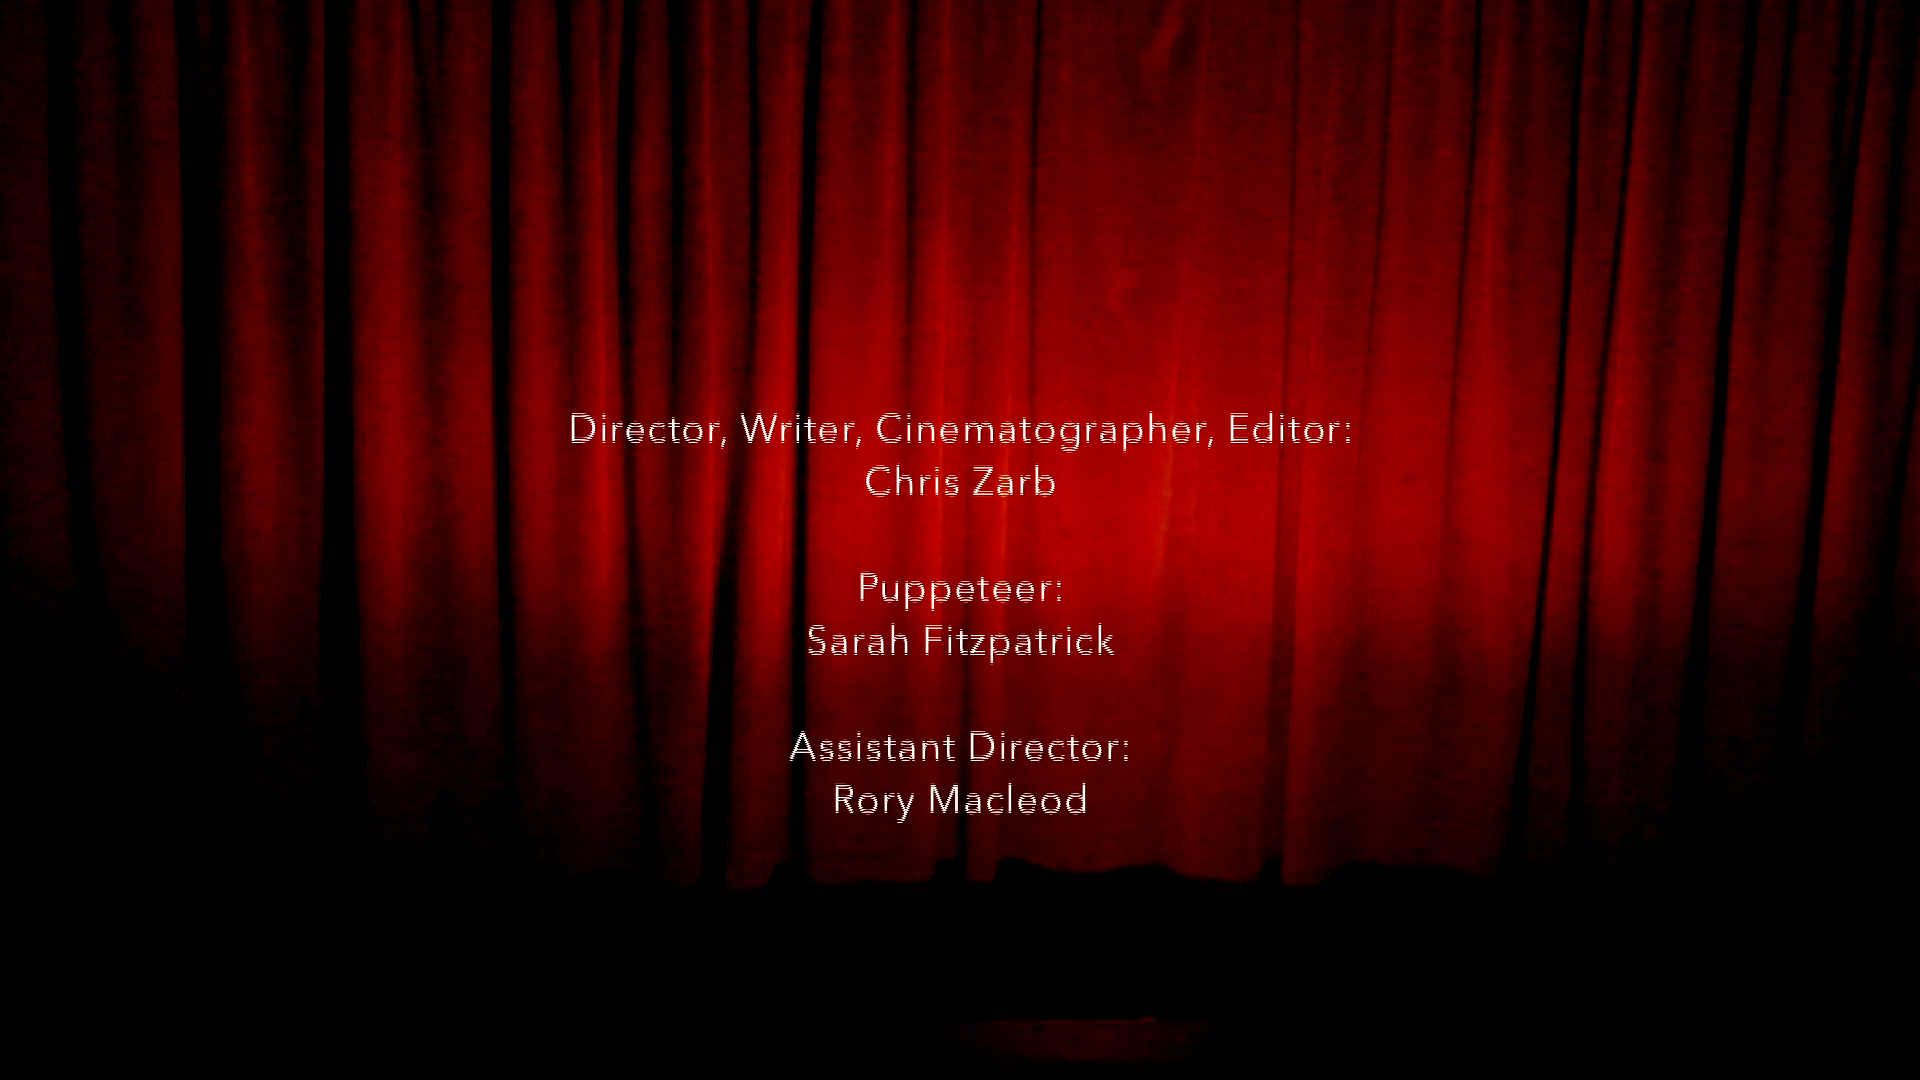 Director, Writer, Cinematographer, Editor:
Chris Zarb
Puppeteer:
Sarah Fitzpatrick
Assistant Director:
Rory Macleod